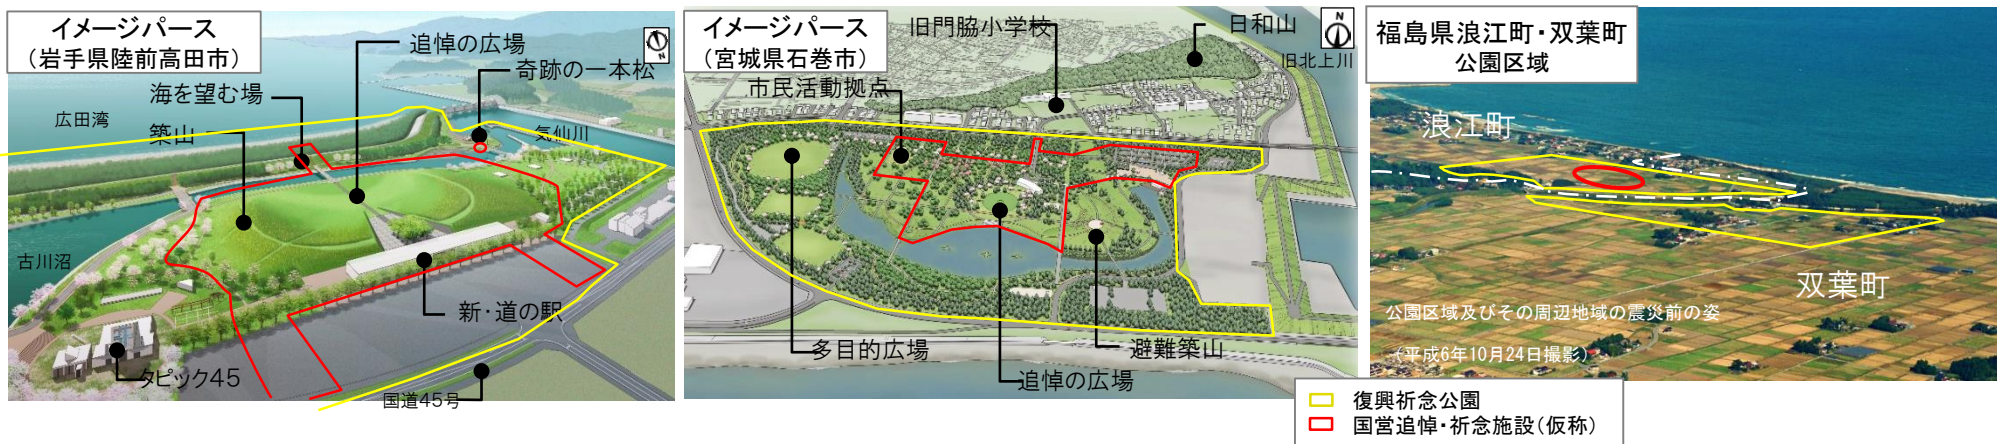 イメージパース
（岩手県陸前高田市）
追悼の広場
N
奇跡の一本松
海を望む場
広田湾
築山
気仙川
古川沼
新・道の駅
タピック45
国道45号
イメージパース
（宮城県石巻市）
旧門脇小学校
日和山
N
旧北上川
市民活動拠点
多目的広場
避難築山
追悼の広場
福島県浪江町・双葉町
公園区域
浪江町
双葉町
公園区域及びその周辺地域の震災前の姿
（平成6年10月24日撮影）
復興祈念公園
国営追悼・祈念施設（仮称）